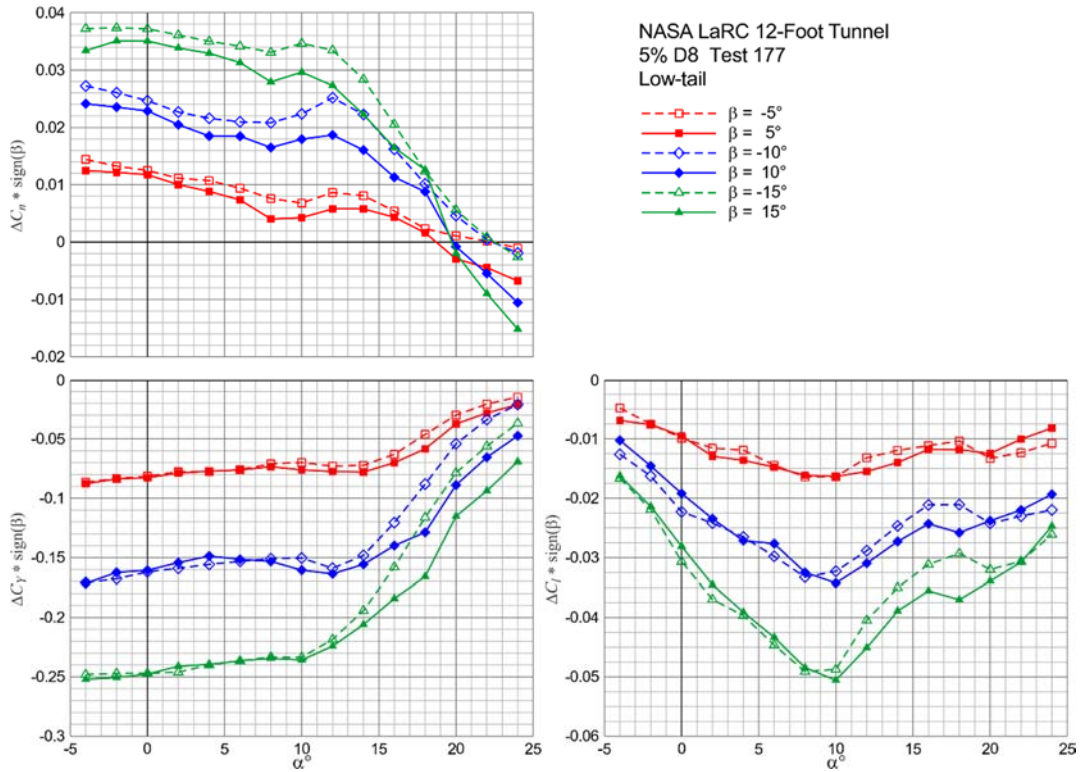 0.04
0.03
0.02
0.01
0
-0.01
-0.02
ΔCn * sign(β)
NASA LaRC 12-Foot Tunnel
5% D8 Test 177
Low-tail
β = -5°
β = 5°
β = -10°
β = 10°
β = -15°
β = 15°
0
-0.05
-0.1
-0.15
-0.2
-0.25
-0.3
ΔCY * sign(β)
-5 0 5 10 15 20 25
α°
0
-0.01
-0.02
-0.03
-0.04
-0.05
-0.06
ΔCl * sign(β)
-5 0 5 10 15 20 25
α°